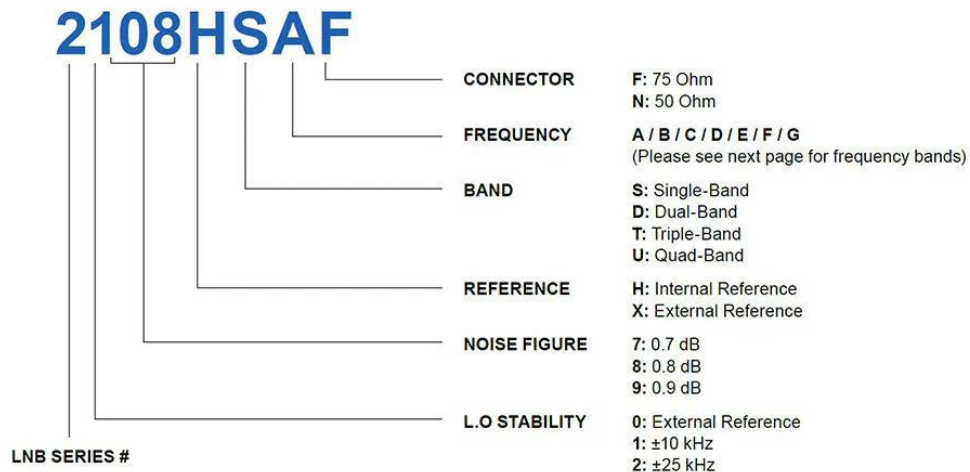 2108HSAF
CONNECTOR F: 75 Ohm
N: 50 Ohm
FREQUENCY A / B / C / D / E / F / G
(Please see next page for frequency bands)
BAND S: Single-Band
D: Dual-Band
T: Triple-Band
U: Quad-Band
REFERENCE H: Internal Reference
X: External Reference
NOISE FIGURE 7: 0.7 dB
8: 0.8 dB
9: 0.9 dB
L.O STABILITY 0: External Reference
1: ±10 kHz
LNB SERIES #
2: ±25 kHz